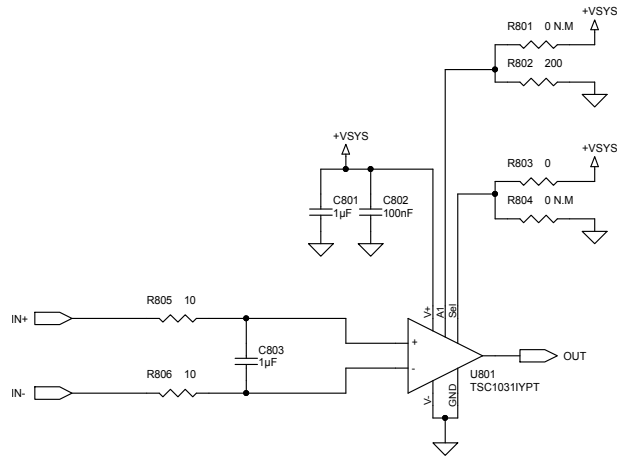 +VSYS
R801 0 N.M
R802 200
+VSYS
+VSYS
R803 0
R804 0 N.M
C801
1µF
C802
100nF
V+
A1
Sel
R805 10
IN+
+
OUT
C803
1µF
-
U801
TSC1031IYPT
R806 10
IN-
V-
GND